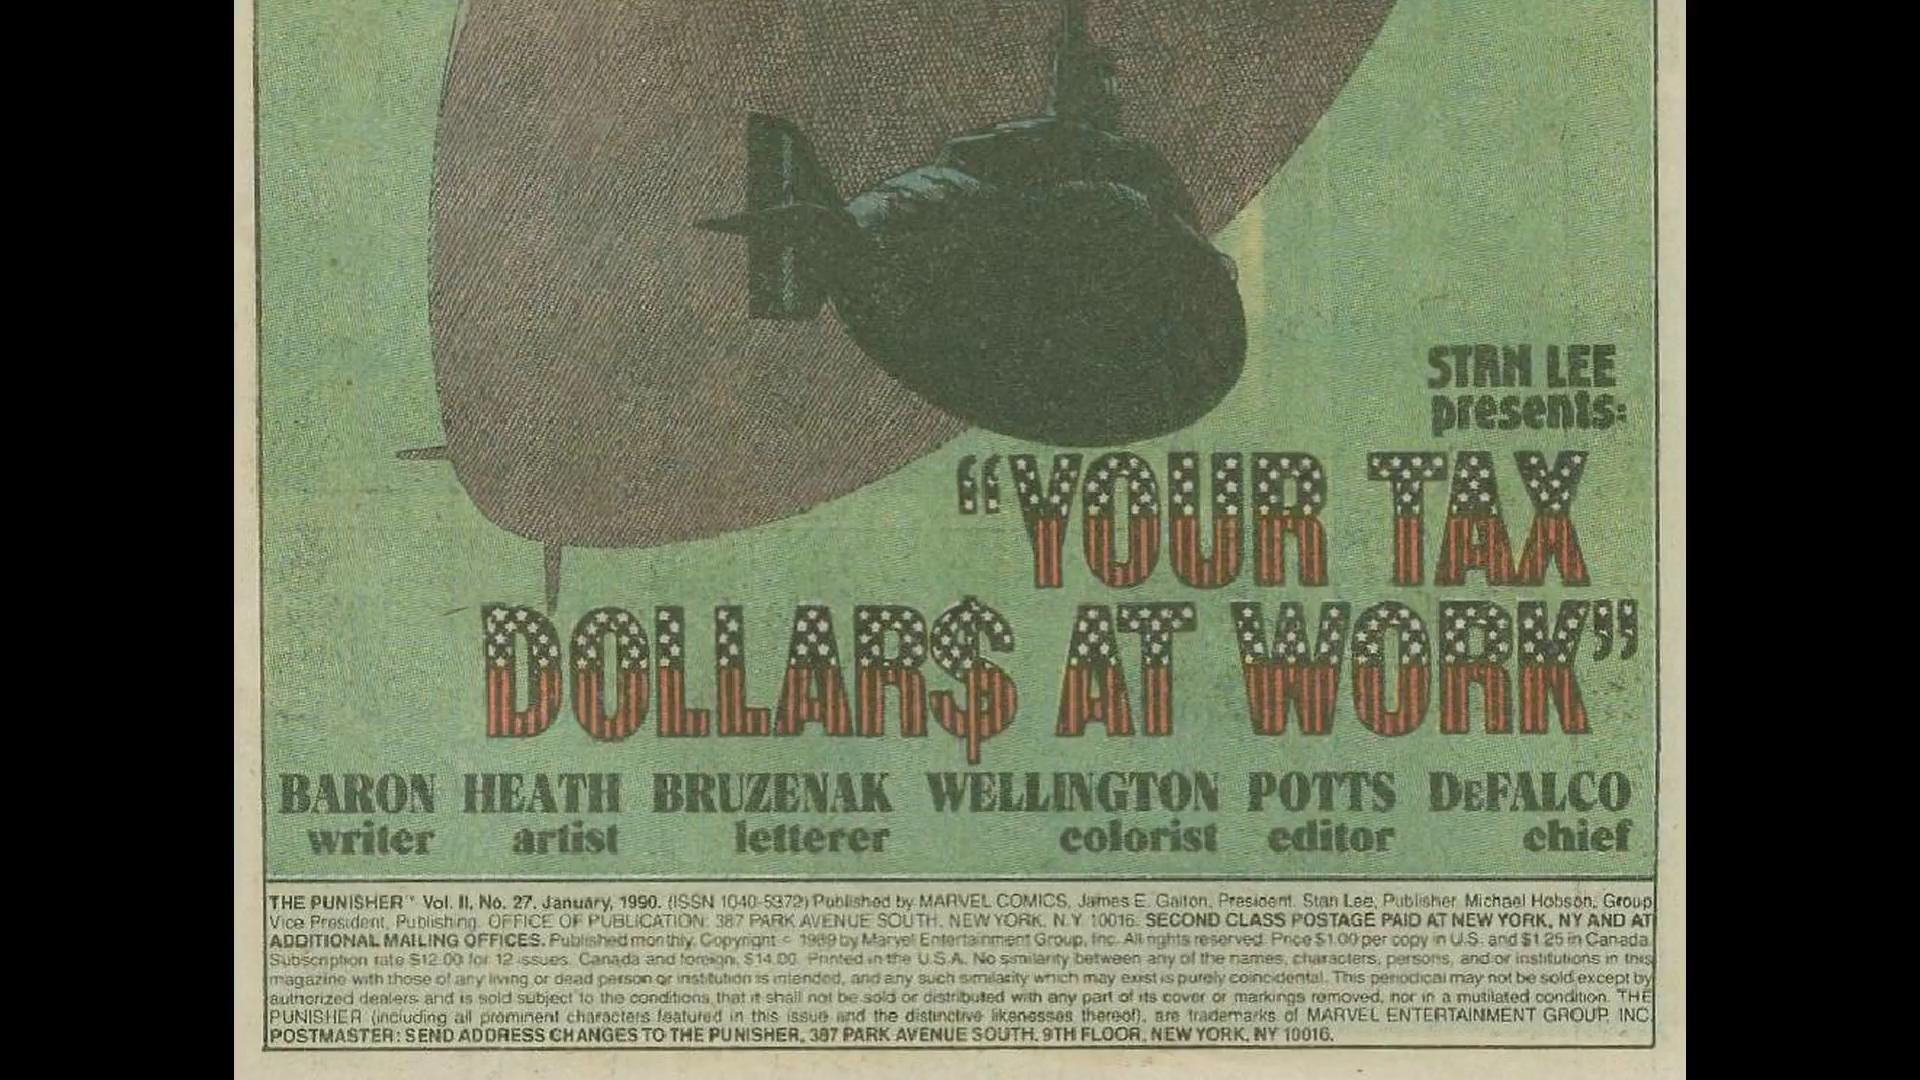 STAN LEE
presents:
“YOUR TAX
DOLLAR$ AT WORK”
BARON HEATH BRUZENAK WELLINGTON POTTS DEFALCO
writer artist letterer colorist editor chief
THE PUNISHER™ Vol. II, No. 27, January, 1990. (ISSN 1040-5372) Published by MARVEL COMICS, James E. Galton, President. Stan Lee, Publisher. Michael Hobson, Group
Vice President, Publishing. OFFICE OF PUBLICATION: 387 PARK AVENUE SOUTH, NEW YORK, N.Y. 10016. SECOND CLASS POSTAGE PAID AT NEW YORK, NY AND AT
ADDITIONAL MAILING OFFICES. Published monthly. Copyright © 1989 by Marvel Entertainment Group, Inc. All rights reserved. Price $1.00 per copy in U.S. and $1.25 in Canada.
Subscription rate $12.00 for 12 issues. Canada and foreign, $14.00. Printed in the U.S.A. No similarity between any of the names, characters, persons, and/or institutions in this
magazine with those of any living or dead person or institution is intended, and any such similarity which may exist is purely coincidental. This periodical may not be sold except by
authorized dealers and is sold subject to the conditions that it shall not be sold or distributed with any part of its cover or markings removed, nor in a mutilated condition. THE
PUNISHER (including all prominent characters featured in this issue and the distinctive likenesses thereof), are trademarks of MARVEL ENTERTAINMENT GROUP, INC.
POSTMASTER: SEND ADDRESS CHANGES TO THE PUNISHER, 387 PARK AVENUE SOUTH, 9TH FLOOR, NEW YORK, NY 10016.